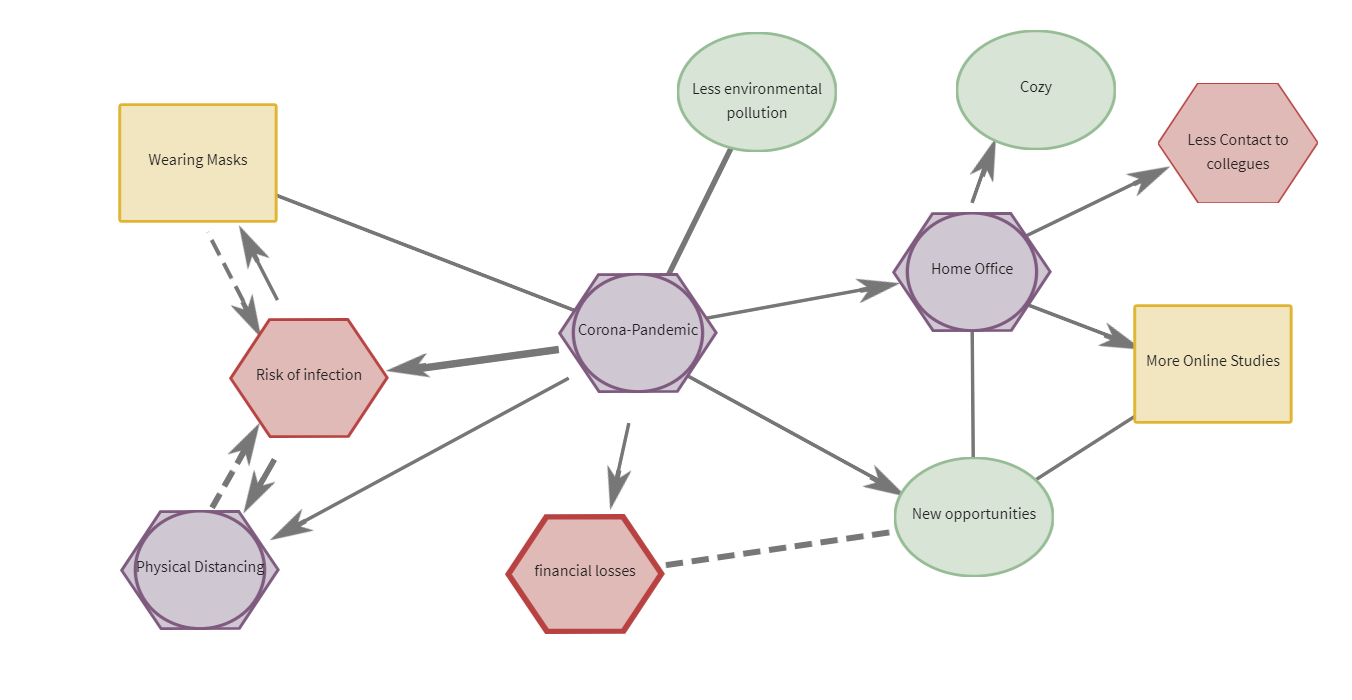 Less environmental
pollution
Cozy
Less Contact to
collegues
Wearing Masks
Home Office
Corona-Pandemic
More Online Studies
Risk of infection
New opportunities
Physical Distancing
financial losses